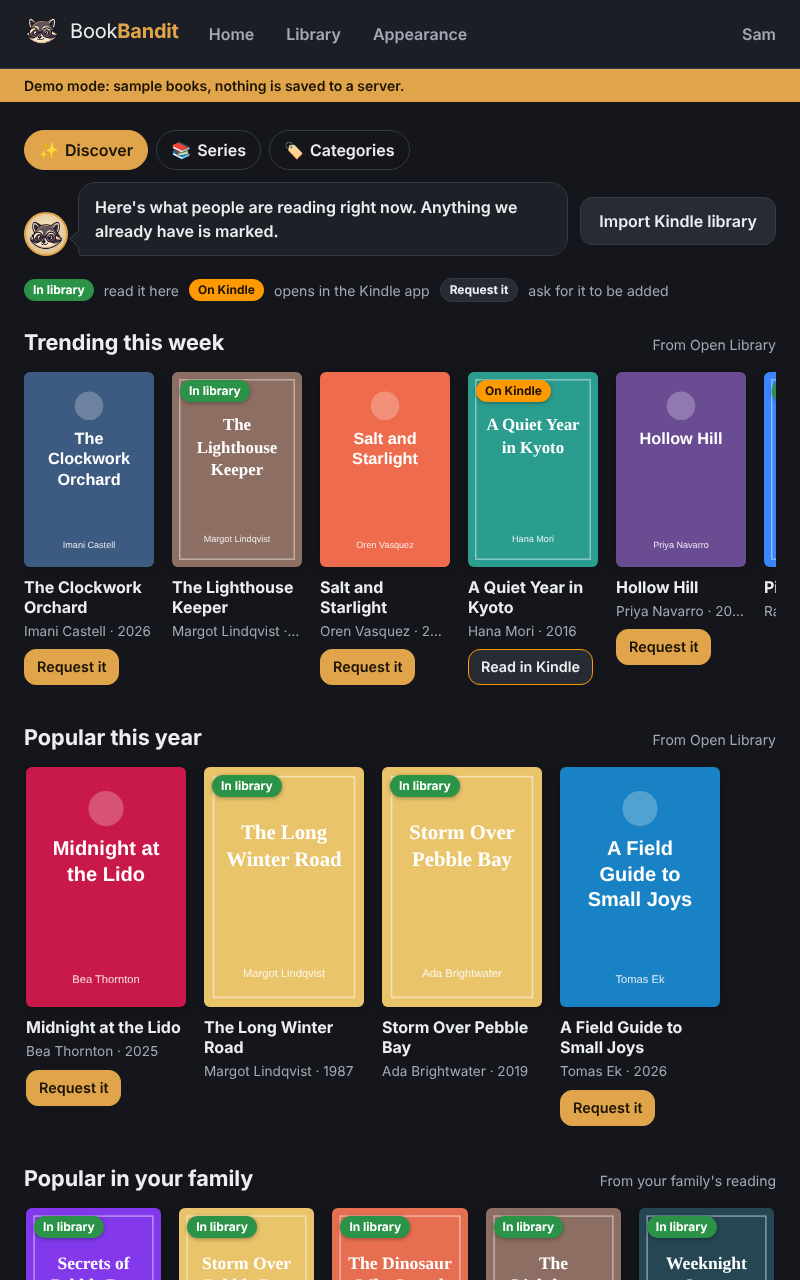 BookBandit Home Library Appearance Sam
Demo mode: sample books, nothing is saved to a server.
✨ Discover 📚 Series 🏷️ Categories
Here's what people are reading right now. Anything we
already have is marked.
Import Kindle library
In library read it here On Kindle opens in the Kindle app Request it ask for it to be added
Trending this week
From Open Library
The
Clockwork
Orchard
Imani Castell
In library
The
Lighthouse
Keeper
Margot Lindqvist
Salt and
Starlight
Oren Vasquez
On Kindle
A Quiet Year
in Kyoto
Hana Mori
Hollow Hill
Priya Navarro
The Clockwork
Orchard
Imani Castell · 2026
Request it
The Lighthouse
Keeper
Margot Lindqvist ·...
Salt and
Starlight
Oren Vasquez · 2...
Request it
A Quiet Year in
Kyoto
Hana Mori · 2016
Read in Kindle
Hollow Hill
Priya Navarro · 20...
Request it
Popular this year
From Open Library
Midnight at
the Lido
Bea Thornton
In library
The Long
Winter Road
Margot Lindqvist
In library
Storm Over
Pebble Bay
Ada Brightwater
A Field
Guide to
Small Joys
Tomas Ek
Midnight at the Lido
Bea Thornton · 2025
Request it
The Long Winter
Road
Margot Lindqvist · 1987
Storm Over Pebble
Bay
Ada Brightwater · 2019
A Field Guide to
Small Joys
Tomas Ek · 2026
Request it
Popular in your family
From your family's reading
In library
Secrets of
In library
Storm Over
In library
The Dinosaur
In library
The
In library
Weeknight